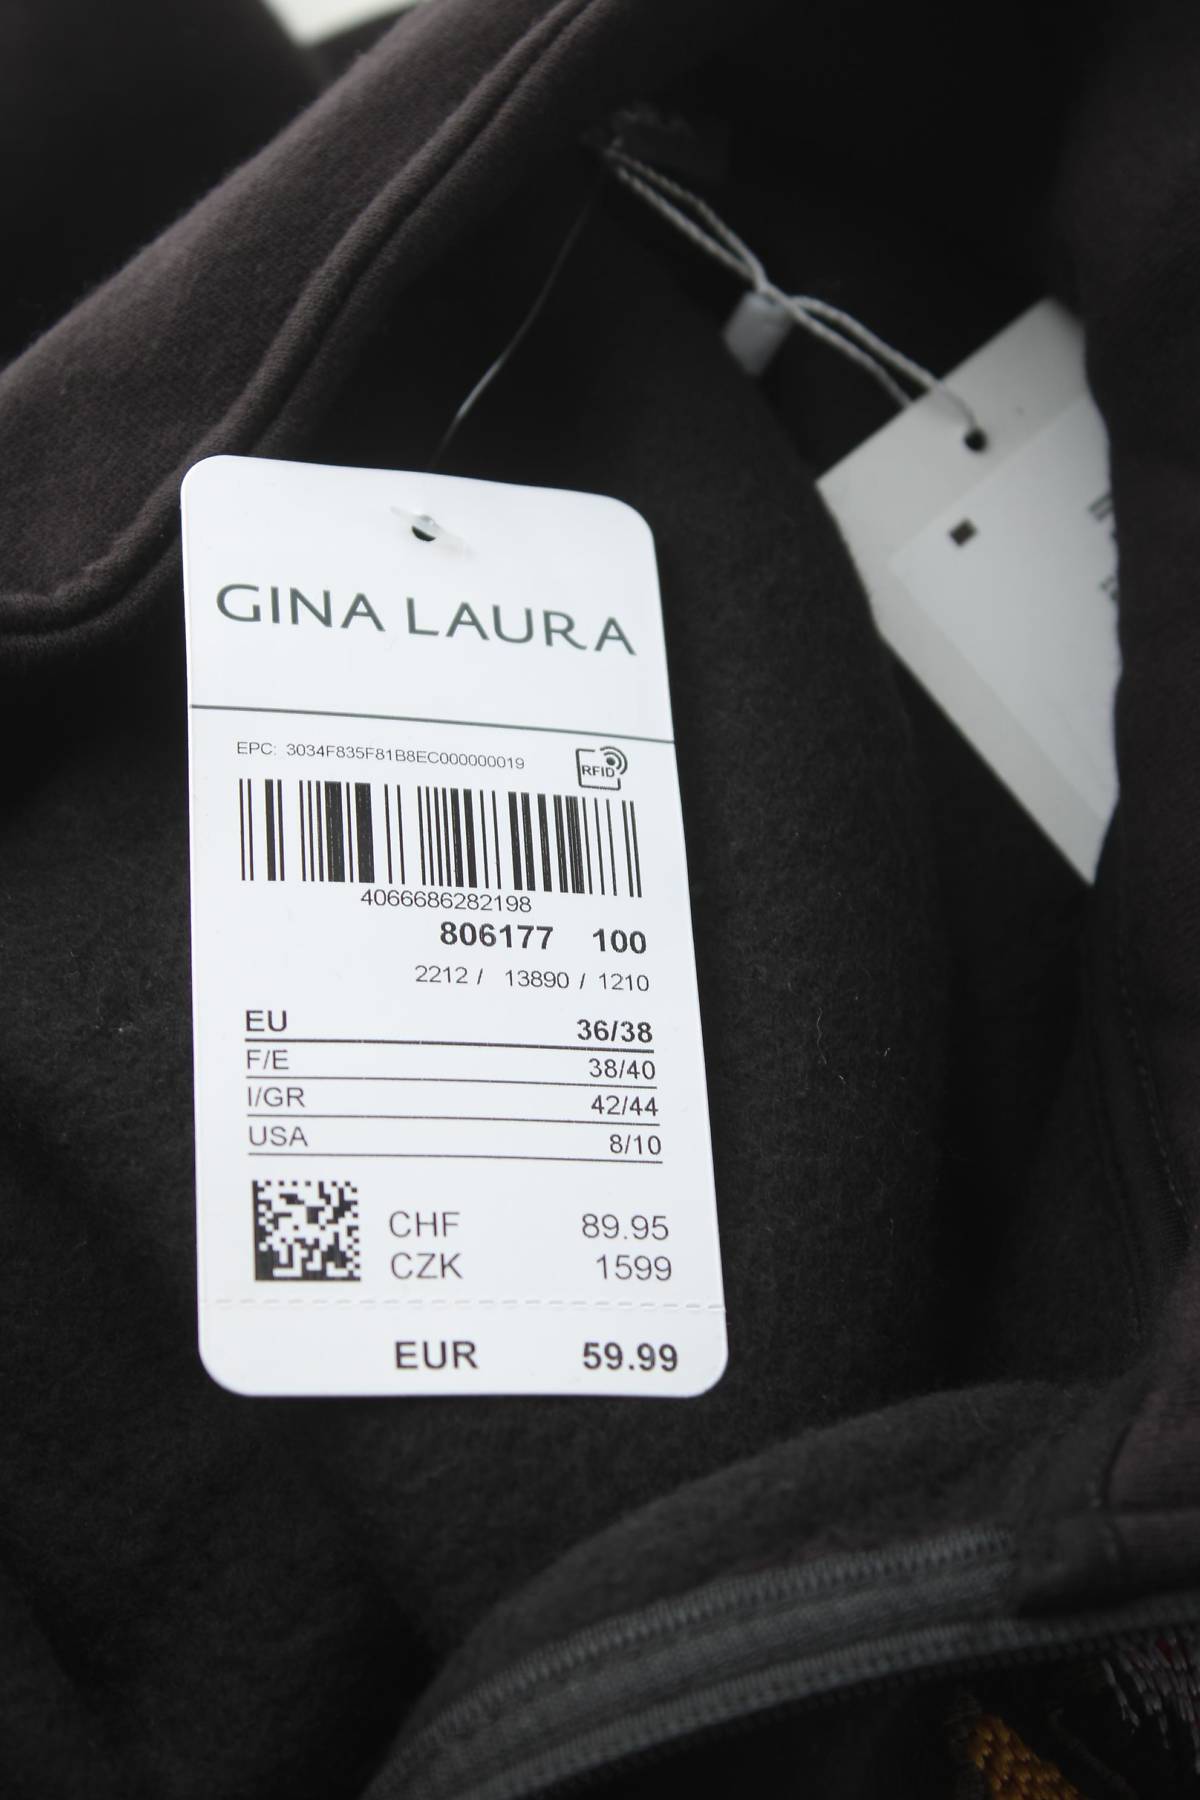 GINA LAURA
EPC: 3034F835F81B8EC000000019
RFID
4066686282198
806177 100
2212 / 13890 / 1210
EU 36/38
F/E 38/40
I/GR 42/44
USA 8/10
CHF 89.95
CZK 1599
EUR 59.99